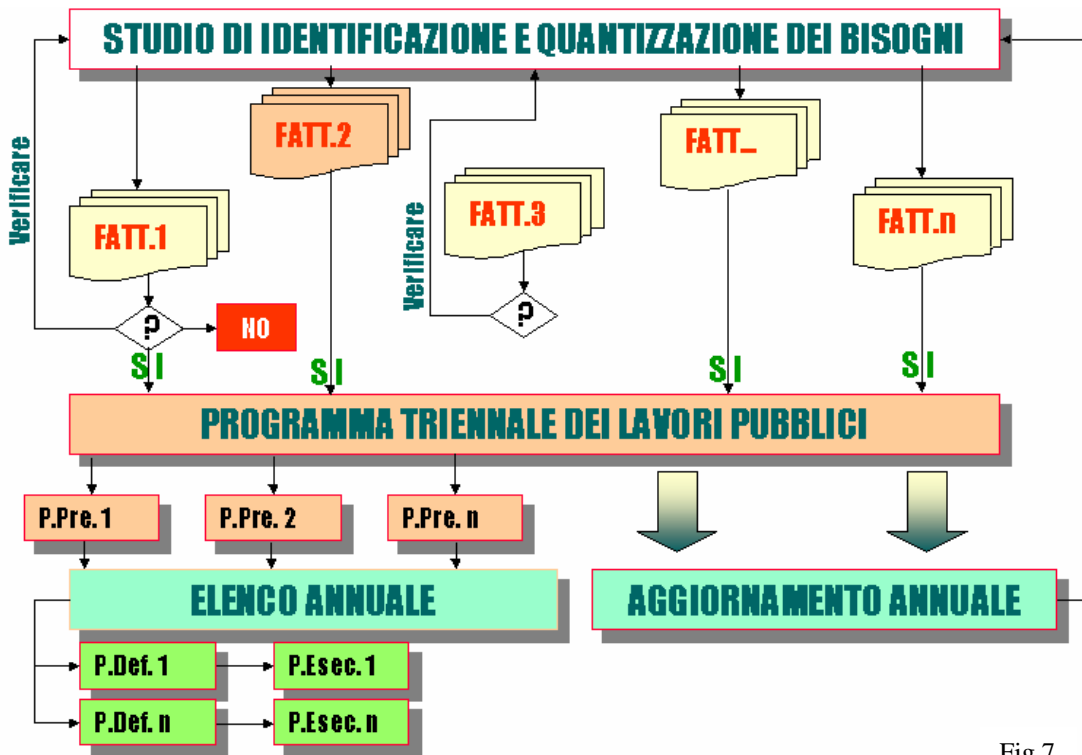 STUDIO DI IDENTIFICAZIONE E QUANTIZZAZIONE DEI BISOGNI
Verificare
FATT.1
?
NO
SI
FATT.2
SI
Verificare
FATT.3
?
FATT...
SI
FATT.n
SI
PROGRAMMA TRIENNALE DEI LAVORI PUBBLICI
P.Pre. 1
P.Pre. 2
P.Pre. n
ELENCO ANNUALE
AGGIORNAMENTO ANNUALE
P.Def. 1
P.Esec. 1
P.Def. n
P.Esec. n
Fig 7